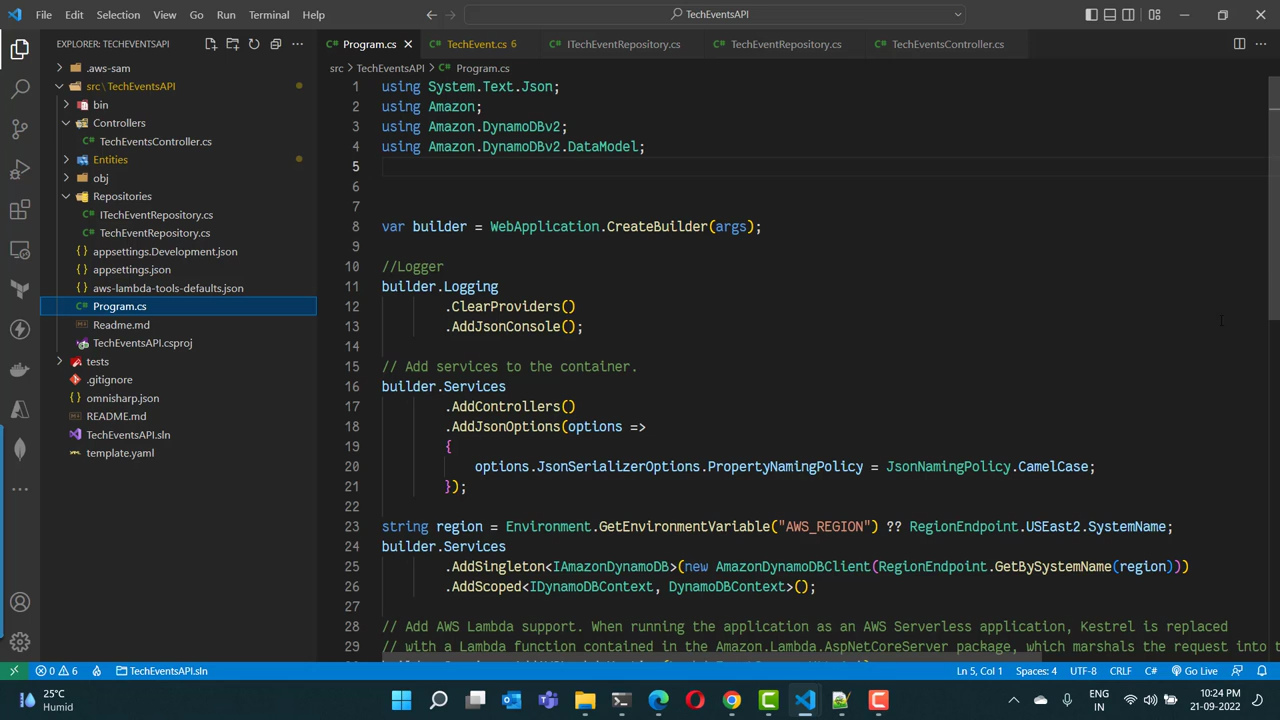 File Edit Selection View Go Run Terminal Help
TechEventsAPI
EXPLORER: TECHEVENTSAPI
Program.cs
TechEvent.cs 6
ITechEventRepository.cs
TechEventRepository.cs
TechEventsController.cs
.aws-sam
src \ TechEventsAPI
bin
Controllers
TechEventsController.cs
Entities
obj
Repositories
ITechEventRepository.cs
TechEventRepository.cs
appsettings.Development.json
appsettings.json
aws-lambda-tools-defaults.json
Program.cs
Readme.md
TechEventsAPI.csproj
tests
.gitignore
omnisharp.json
README.md
TechEventsAPI.sln
template.yaml
src > TechEventsAPI > Program.cs
1 using System.Text.Json;
2 using Amazon;
3 using Amazon.DynamoDBv2;
4 using Amazon.DynamoDBv2.DataModel;
5
6
7
8 var builder = WebApplication.CreateBuilder(args);
9
10 //Logger
11 builder.Logging
12 .ClearProviders()
13 .AddJsonConsole();
14
15 // Add services to the container.
16 builder.Services
17 .AddControllers()
18 .AddJsonOptions(options =>
19 {
20 options.JsonSerializerOptions.PropertyNamingPolicy = JsonNamingPolicy.CamelCase;
21 });
22
23 string region = Environment.GetEnvironmentVariable("AWS_REGION") ?? RegionEndpoint.USEast2.SystemName;
24 builder.Services
25 .AddSingleton<IAmazonDynamoDB>(new AmazonDynamoDBClient(RegionEndpoint.GetBySystemName(region)))
26 .AddScoped<IDynamoDBContext, DynamoDBContext>();
27
28 // Add AWS Lambda support. When running the application as an AWS Serverless application, Kestrel is replaced
29 // with a Lambda function contained in the Amazon.Lambda.AspNetCoreServer package, which marshals the request into t
0 6 TechEventsAPI.sln
Ln 5, Col 1 Spaces: 4 UTF-8 CRLF C# Go Live
25°C
Humid
ENG
IN
10:24 PM
21-09-2022